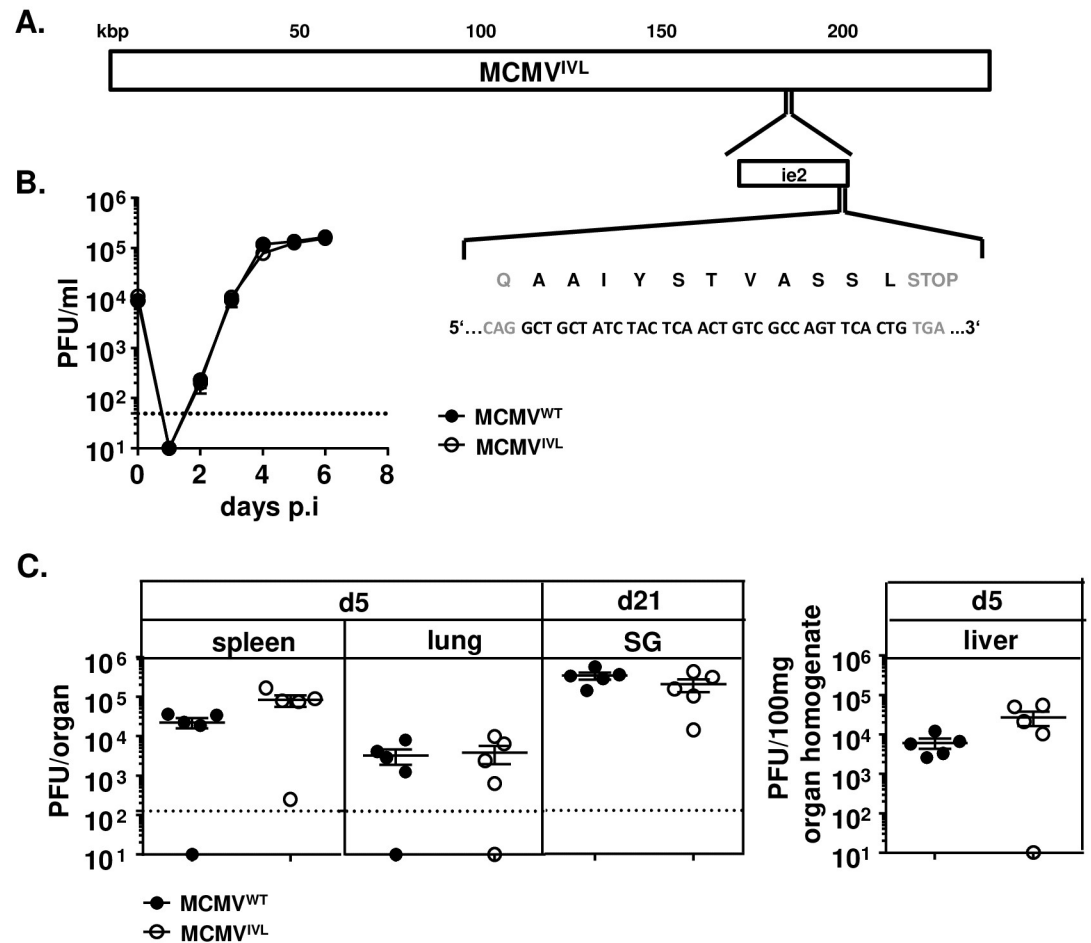 A.
kbp 50 100 150 200
MCMVIVL
ie2
Q A A I Y S T V A S S L STOP
5‘...CAG GCT GCT ATC TAC TCA ACT GTC GCC AGT TCA CTG TGA ...3‘
B.
PFU/ml
106
105
104
103
102
101
0 2 4 6 8
days p.i
MCMVWT
MCMVIVL
C.
d5 d21
spleen lung SG
PFU/organ
106
105
104
103
102
101
d5
liver
PFU/100mg
organ homogenate
106
105
104
103
102
101
MCMVWT
MCMVIVL